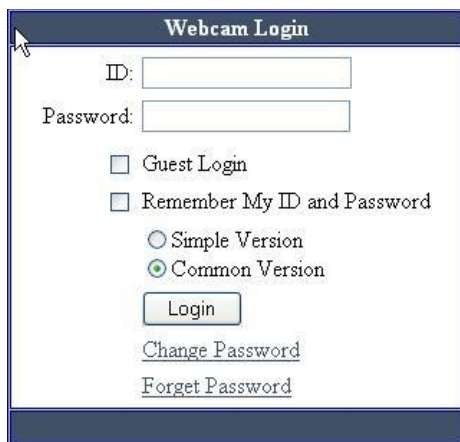 Webcam Login
ID:
Password:
Guest Login
Remember My ID and Password
Simple Version
Common Version
Login
Change Password
Forget Password